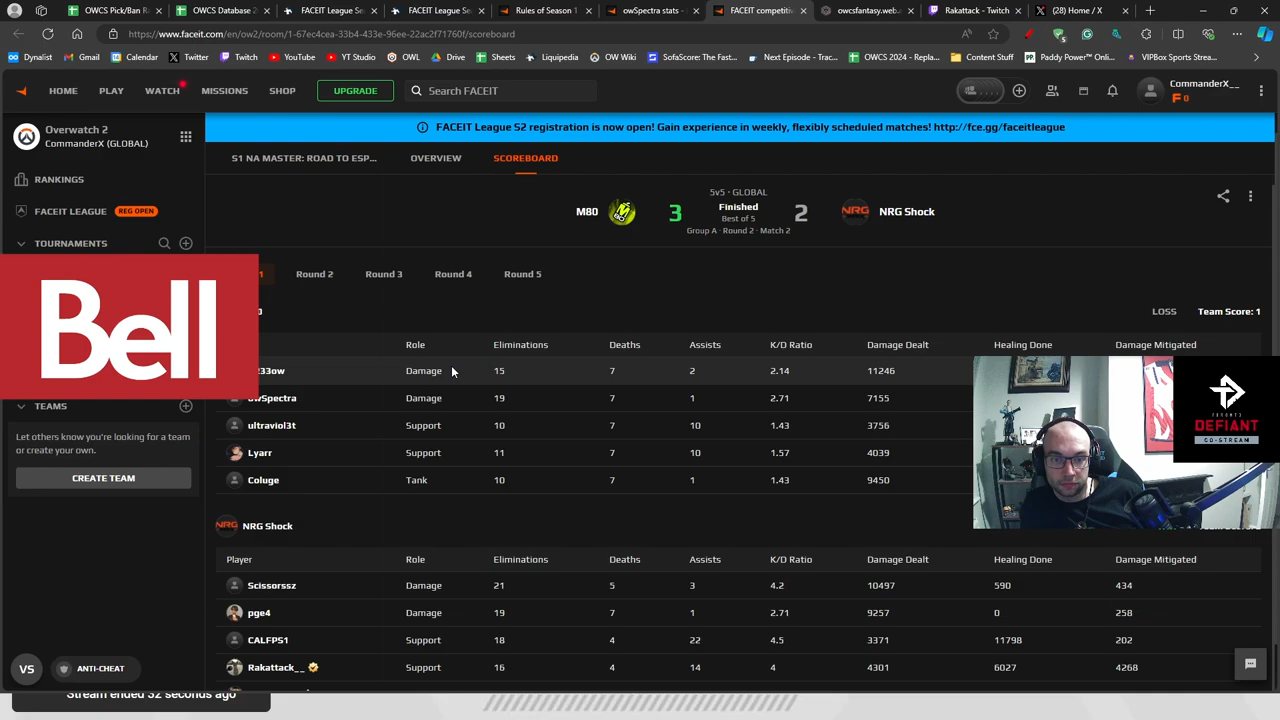 OWCS Pick/Ban Ra
OWCS Database 2
FACEIT League Se
FACEIT League Se
Rules of Season 1
owSpectra stats -
FACEIT competitiv
owcsfantasy.web.a
Rakattack - Twitch
(28) Home / X
https://www.faceit.com/en/ow2/room/1-67ec4cea-33b4-433e-96ee-22ac2f71760f/scoreboard
Dynalist
Gmail
Calendar
Twitter
Twitch
YouTube
YT Studio
OWL
Drive
Sheets
Liquipedia
OW Wiki
SofaScore: The Fast...
Next Episode - Trac...
OWCS 2024 - Repla...
Content Stuff
Paddy Power™ Onli...
VIPBox Sports Strea...
HOME
PLAY
WATCH
MISSIONS
SHOP
UPGRADE
Search FACEIT
CommanderX__
F 0
Overwatch 2
CommanderX (GLOBAL)
FACEIT League S2 registration is now open! Gain experience in weekly, flexibly scheduled matches! http://fce.gg/faceitleague
S1 NA MASTER: ROAD TO ESP...
OVERVIEW
SCOREBOARD
RANKINGS
FACEIT LEAGUE REG OPEN
TOURNAMENTS
5v5 · GLOBAL
M80 3 Finished 2 NRG NRG Shock
Best of 5
Group A · Round 2 · Match 2
1
Round 2
Round 3
Round 4
Round 5
Bell
0
LOSS
Team Score: 1
Role Eliminations Deaths Assists K/D Ratio Damage Dealt Healing Done Damage Mitigated
233ow Damage 15 7 2 2.14 11246
owSpectra Damage 19 7 1 2.71 7155
ultraviol3t Support 10 7 10 1.43 3756
Lyarr Support 11 7 10 1.57 4039
Coluge Tank 10 7 1 1.43 9450
TEAMS
Let others know you're looking for a team
or create your own.
CREATE TEAM
TORONTO
DEFIANT
CO-STREAM
NRG NRG Shock
Player Role Eliminations Deaths Assists K/D Ratio Damage Dealt Healing Done Damage Mitigated
Scissorssz Damage 21 5 3 4.2 10497 590 434
pge4 Damage 19 7 1 2.71 9257 0 258
CALFPS1 Support 18 4 22 4.5 3371 11798 202
Rakattack__ Support 16 4 14 4 4301 6027 4268
VS
ANTI-CHEAT
Stream ended 32 seconds ago